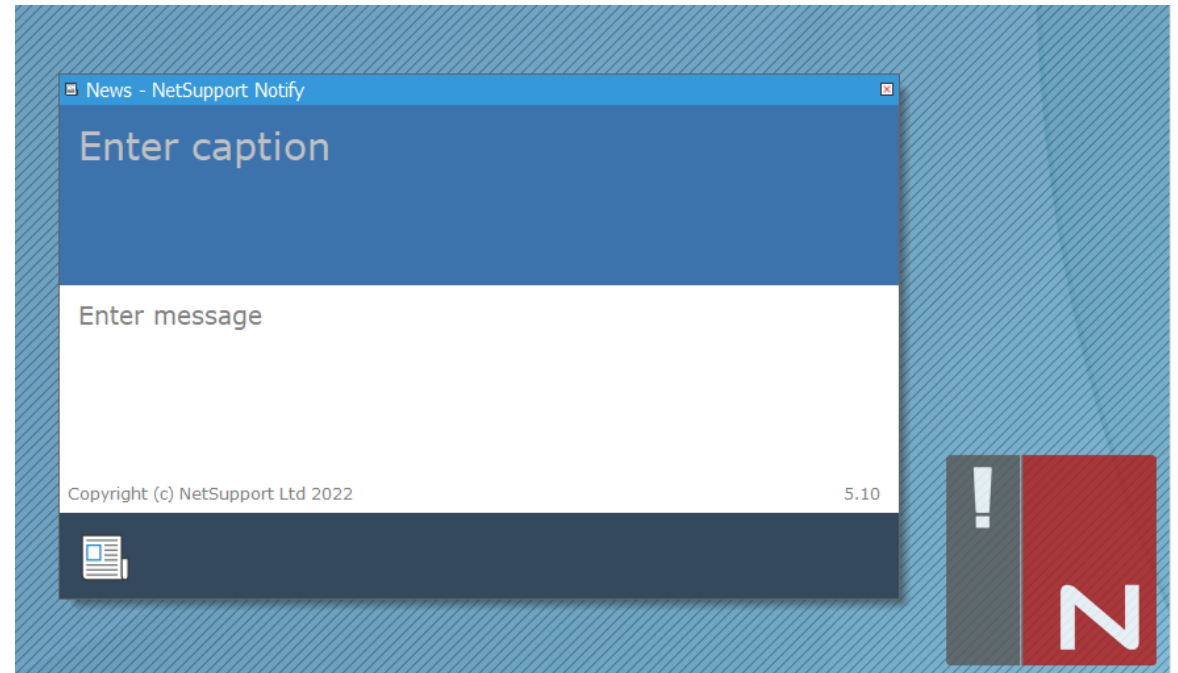 News - NetSupport Notify
Enter caption
Enter message
Copyright (c) NetSupport Ltd 2022 5.10
!
N